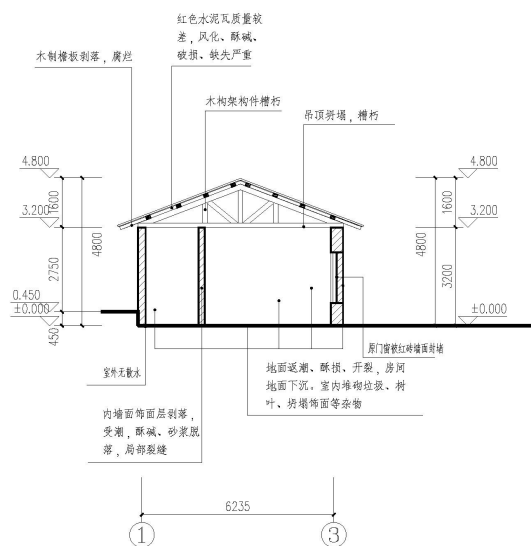 红色水泥瓦质量较
差，风化、酥碱、
破损、缺失严重
木制檐板剥落，腐烂
木构架构件槽朽
吊顶坍塌，糟朽
4.800
4.800
1600
1600
3.200
3.200
4800
4800
2750
3200
0.450
±0.000
±0.000
450
原门窗被红砖墙面封堵
室外无散水
地面返潮、酥损、开裂，房河
地面下沉。室内堆砌垃圾、树
叶、坍塌饰面等杂物
内墙面饰面层剥落，
受潮，酥碱、砂浆脱
落，局部裂缝
6235
1
3